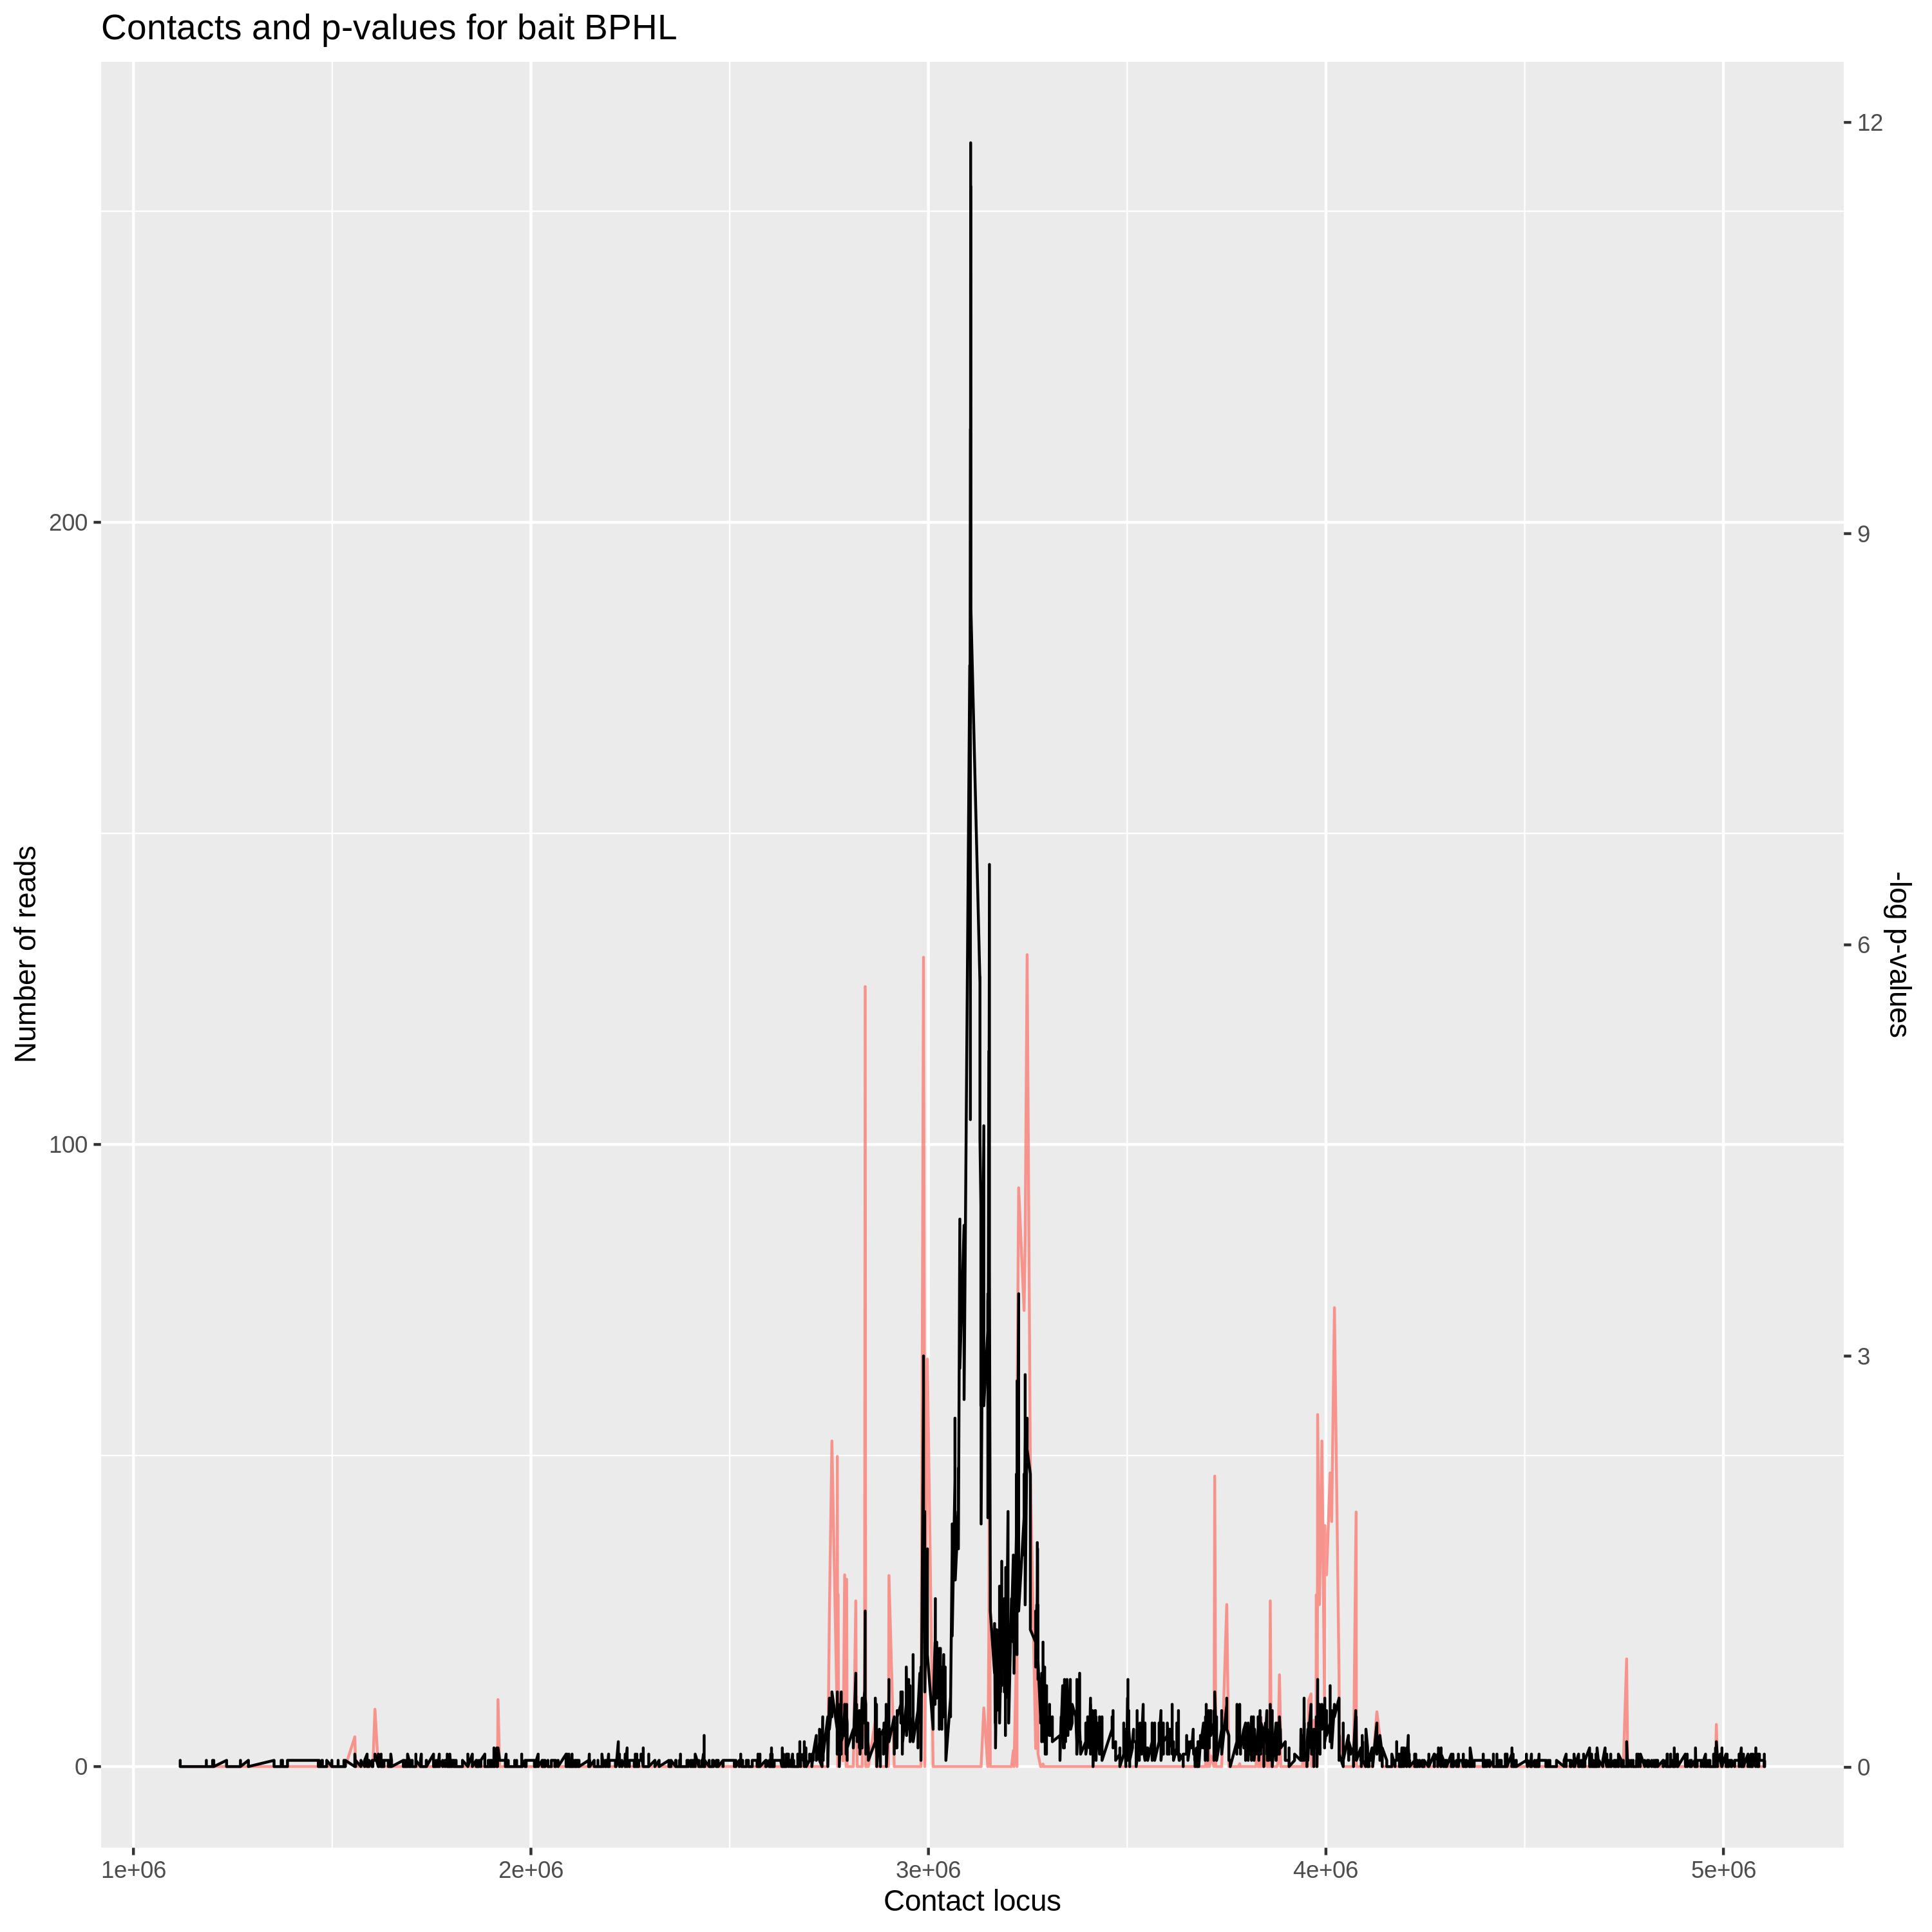 Contacts and p-values for bait BPHL
12
200
9
6
100
3
0
0
Number of reads
-log p-values
1e+06
2e+06
3e+06
4e+06
5e+06
Contact locus